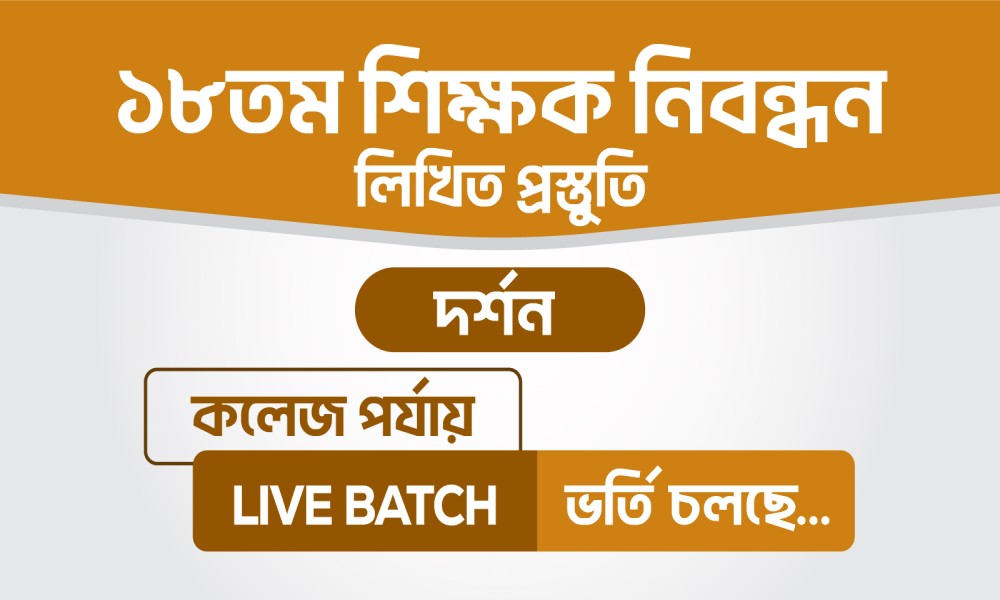 ১৮তম শিক্ষক নিবন্ধন
লিখিত প্রস্তুতি
দর্শন
কলেজ পর্যায়
LIVE BATCH ভর্তি চলছে...